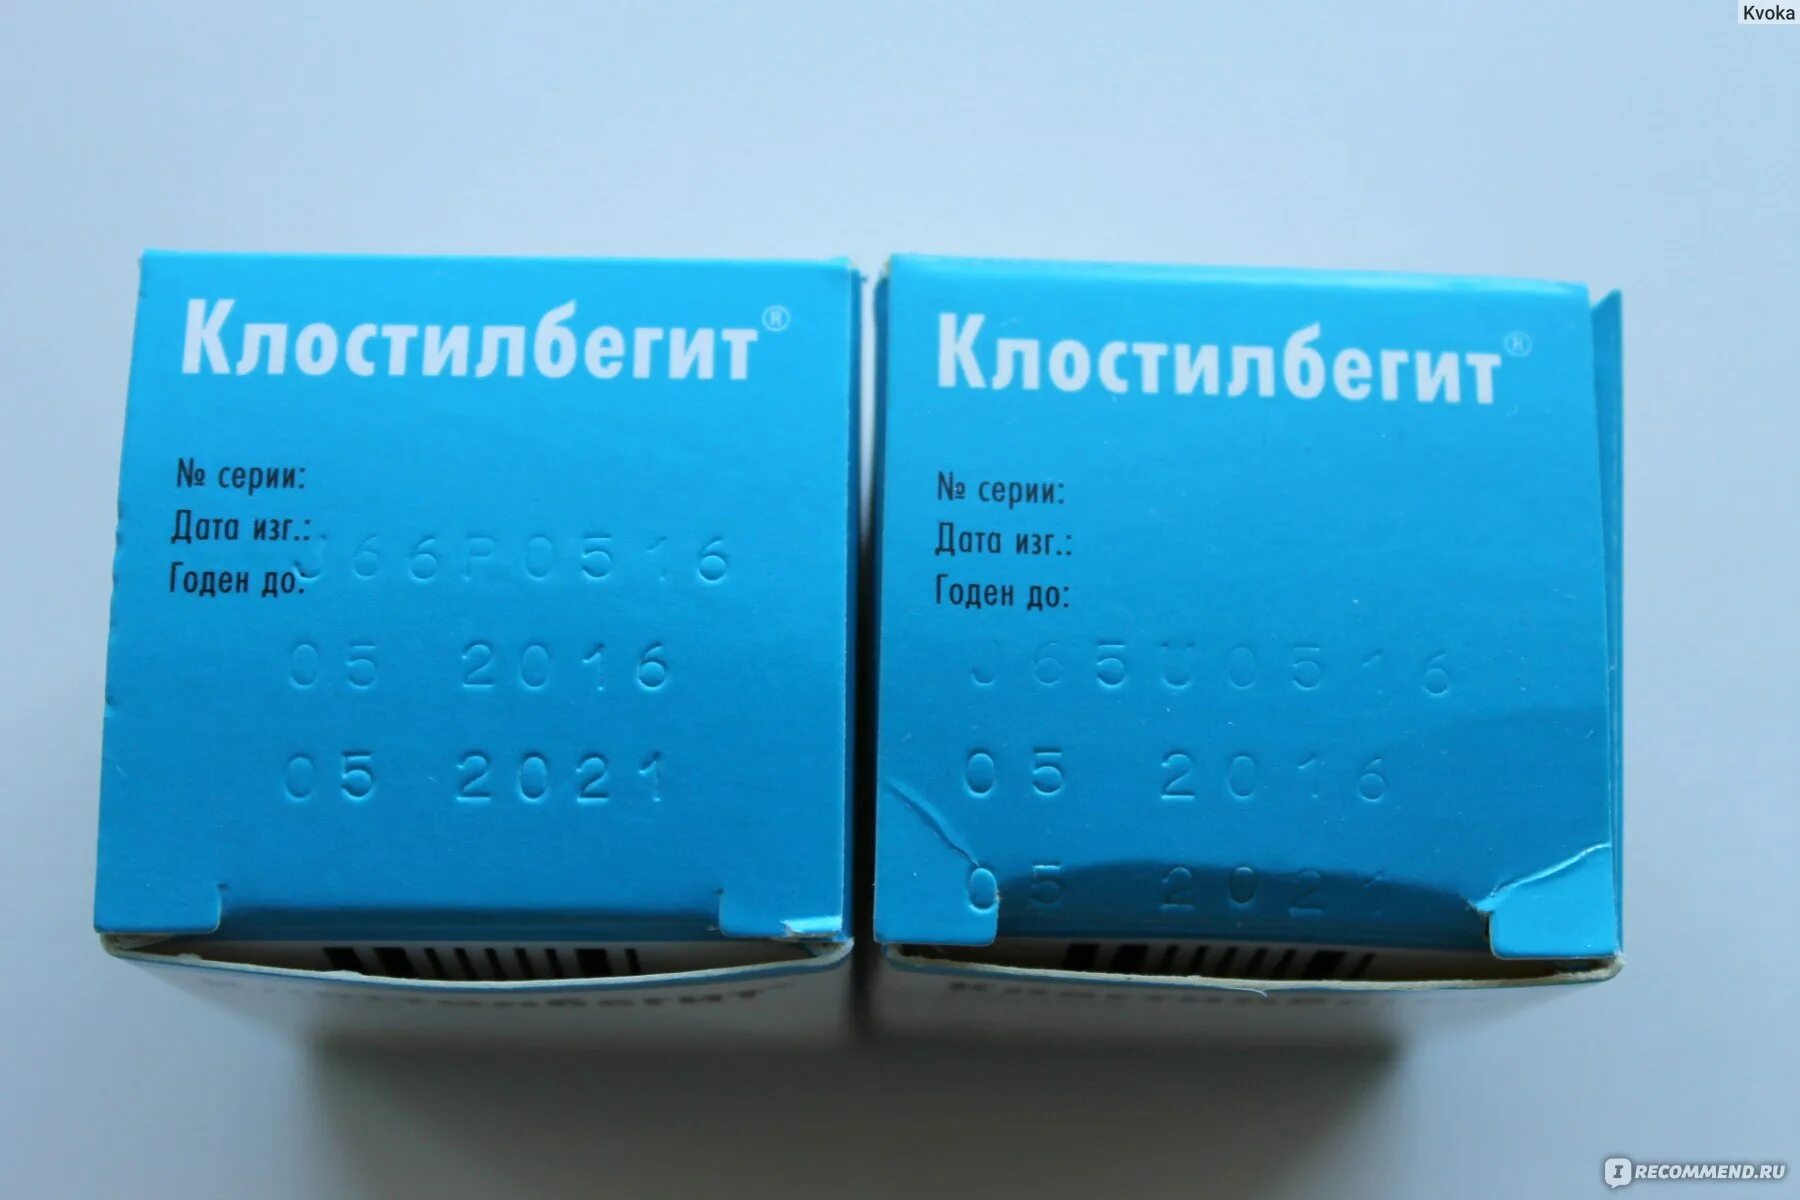 Kvoka
Клостилбегит®
№ серии:
Дата изг.:
Годен до:
J66P0516
05 2016
05 2021
Клостилбегит®
№ серии:
Дата изг.:
Годен до:
J65U0516
05 2016
05 2021
IRECOMMEND.RU